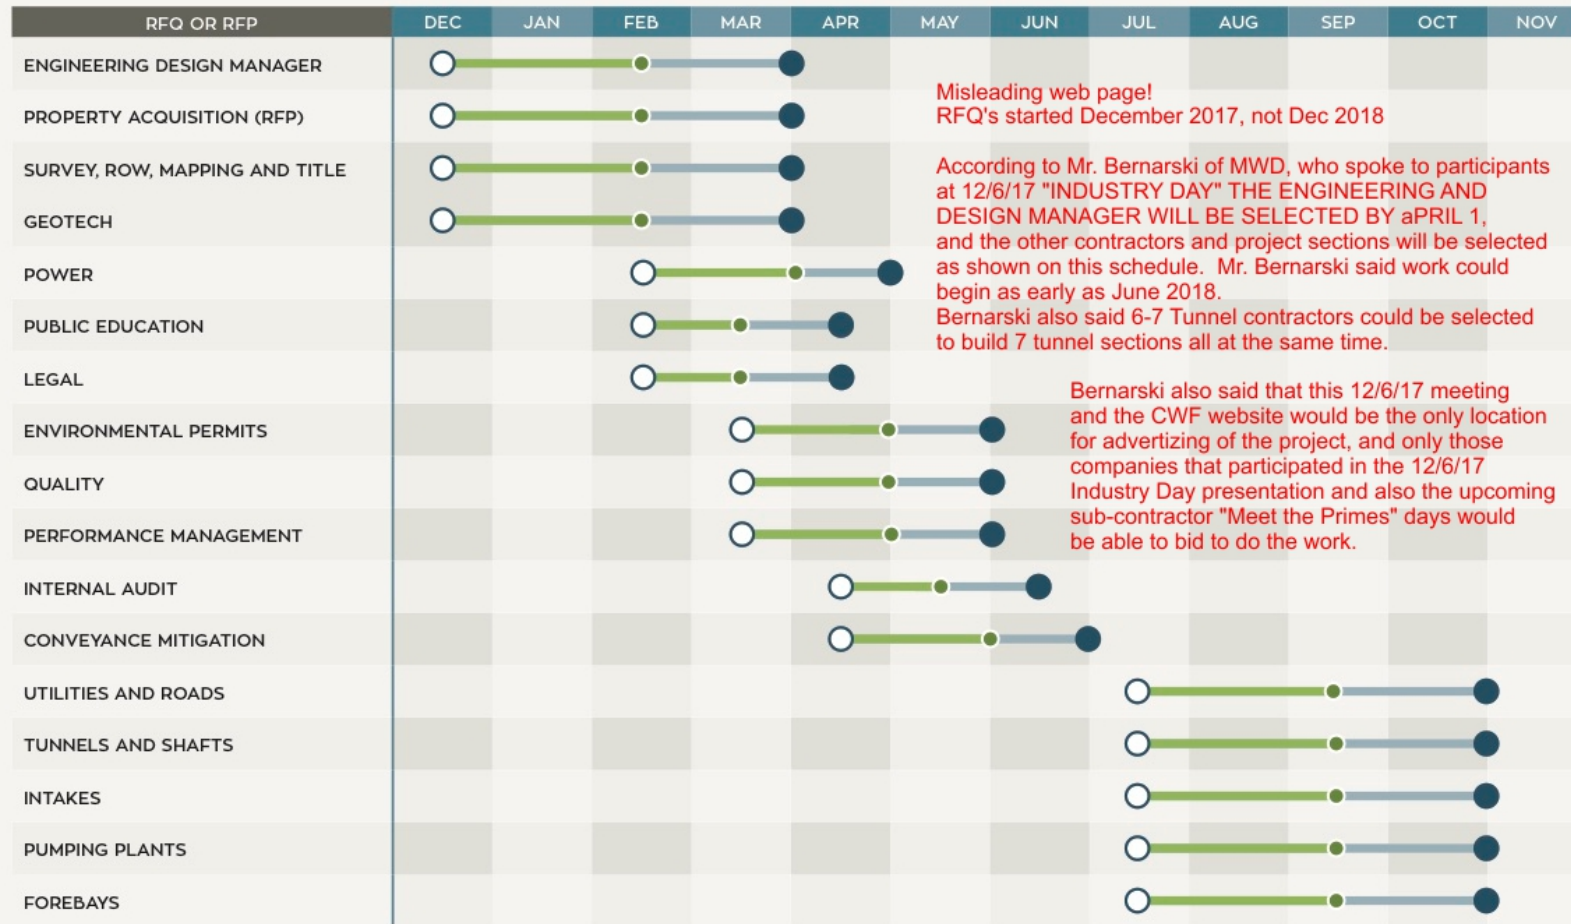 RFQ OR RFP DEC JAN FEB MAR APR MAY JUN JUL AUG SEP OCT NOV
ENGINEERING DESIGN MANAGER
PROPERTY ACQUISITION (RFP)
SURVEY, ROW, MAPPING AND TITLE
GEOTECH
POWER
PUBLIC EDUCATION
LEGAL
ENVIRONMENTAL PERMITS
QUALITY
PERFORMANCE MANAGEMENT
INTERNAL AUDIT
CONVEYANCE MITIGATION
UTILITIES AND ROADS
TUNNELS AND SHAFTS
INTAKES
PUMPING PLANTS
FOREBAYS
Misleading web page!
RFQ's started December 2017, not Dec 2018
According to Mr. Bernarski of MWD, who spoke to participants
at 12/6/17 "INDUSTRY DAY" THE ENGINEERING AND
DESIGN MANAGER WILL BE SELECTED BY aPRIL 1,
and the other contractors and project sections will be selected
as shown on this schedule.  Mr. Bernarski said work could
begin as early as June 2018.
Bernarski also said 6-7 Tunnel contractors could be selected
to build 7 tunnel sections all at the same time.
Bernarski also said that this 12/6/17 meeting
and the CWF website would be the only location
for advertizing of the project, and only those
companies that participated in the 12/6/17
Industry Day presentation and also the upcoming
sub-contractor "Meet the Primes" days would
be able to bid to do the work.